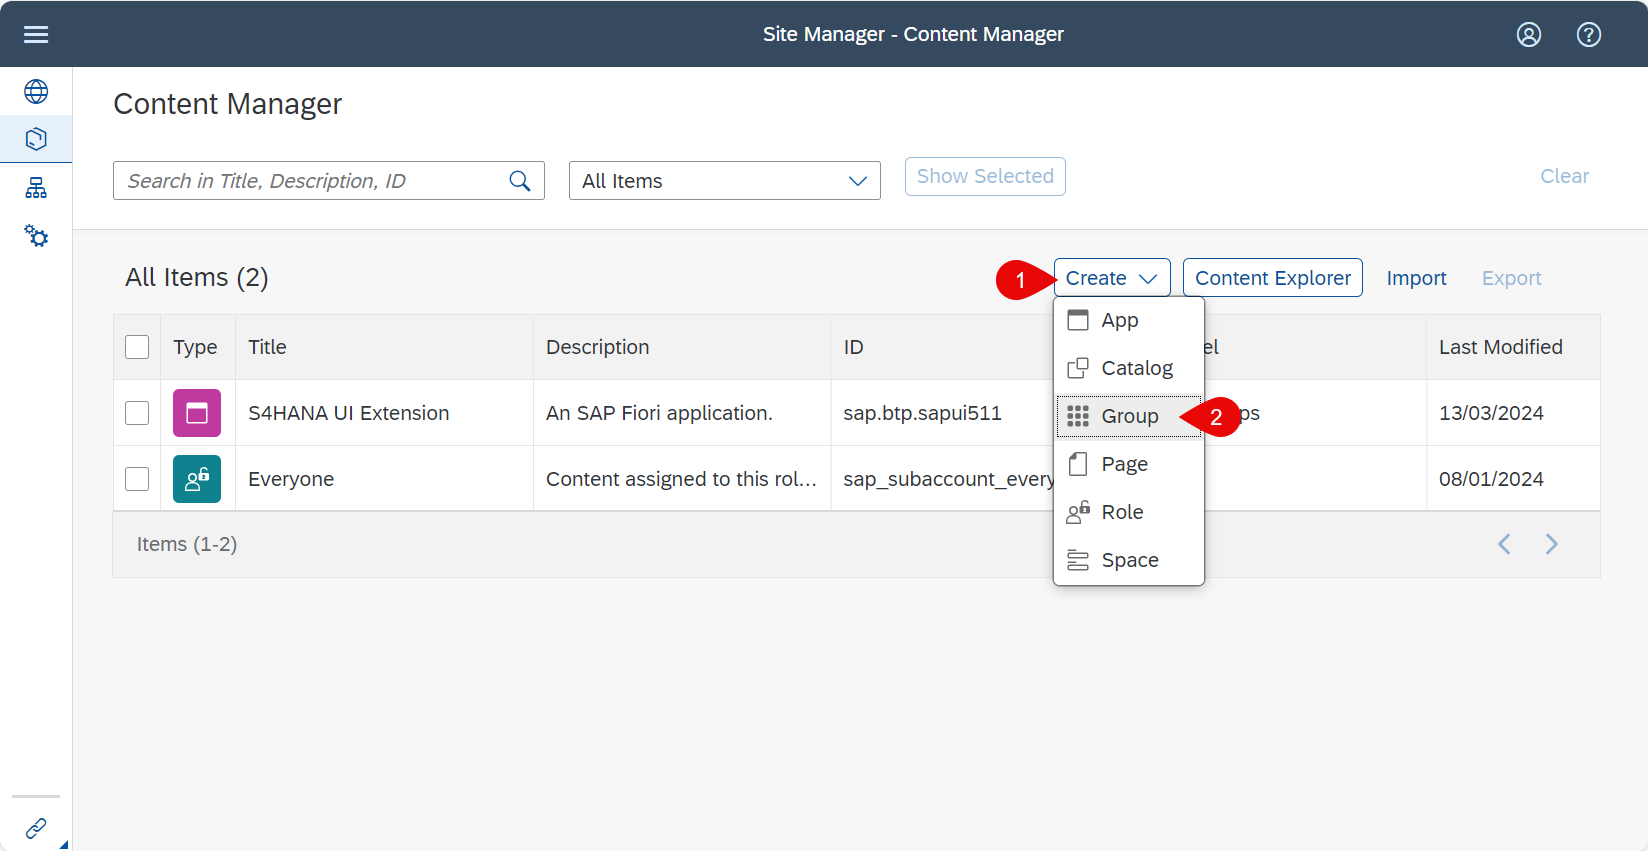 Site Manager - Content Manager
Content Manager
Search in Title, Description, ID
All Items
Show Selected
Clear
All Items (2)
1
Create
Content Explorer
Import
Export
App
Catalog
Group
2
Page
Role
Space
Type
Title
Description
ID
el
Last Modified
S4HANA UI Extension
An SAP Fiori application.
sap.btp.sapui511
ps
13/03/2024
Everyone
Content assigned to this rol...
sap_subaccount_every
08/01/2024
Items (1-2)